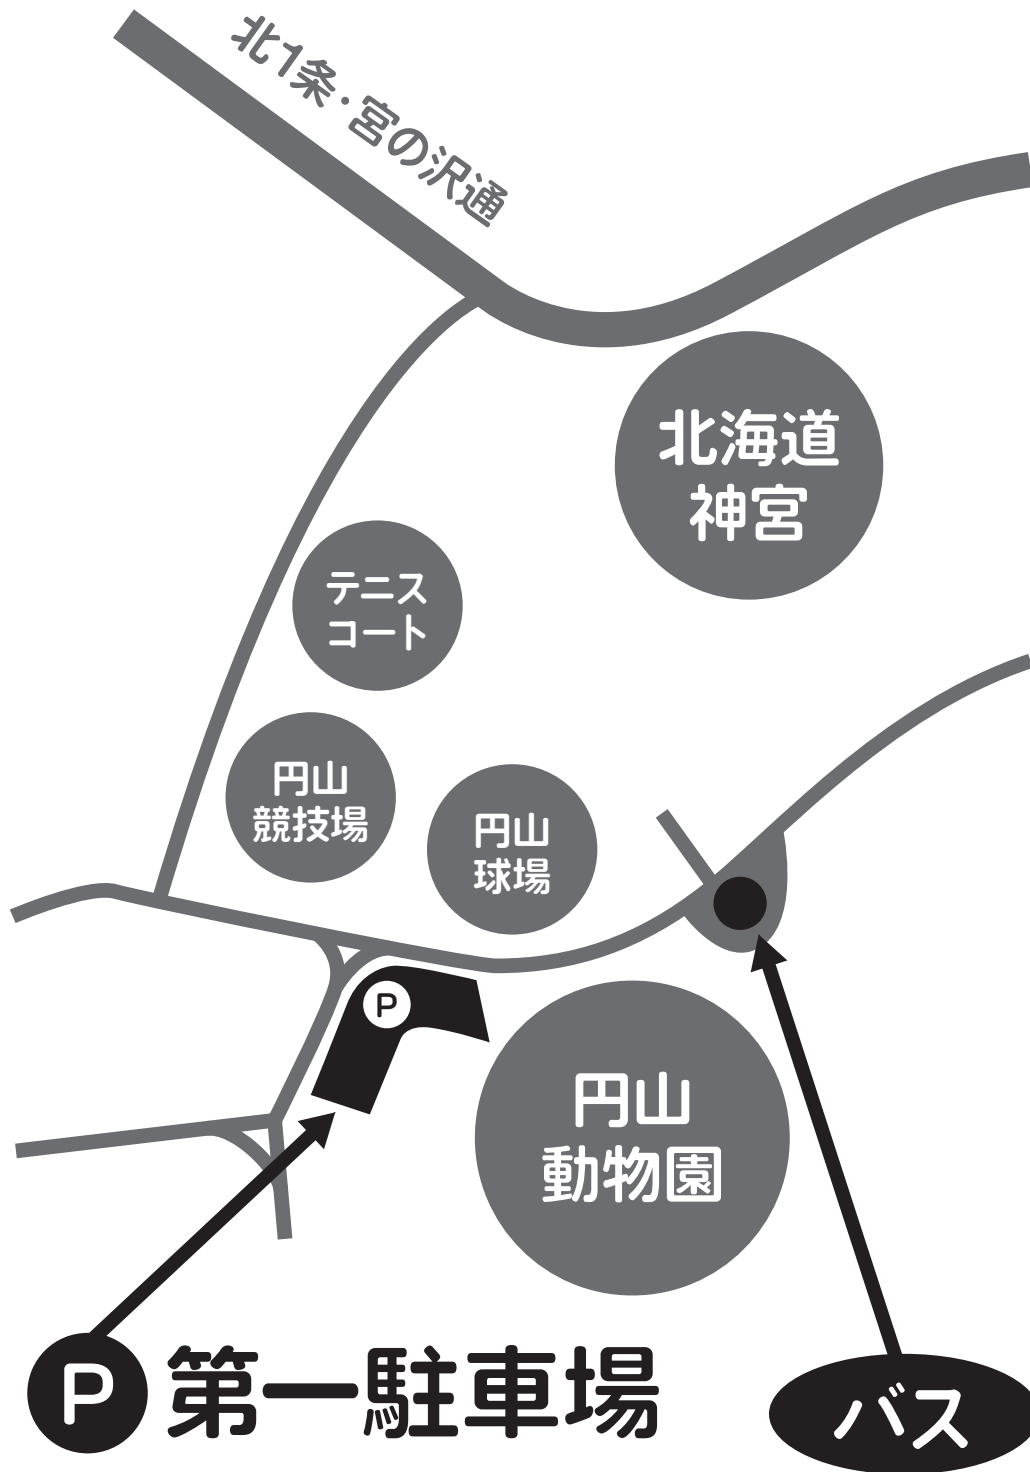 北1条・宮の沢通
北海道
神宮
テニス
コート
円山
競技場
円山
球場
P
円山
動物園
P 第一駐車場
バス